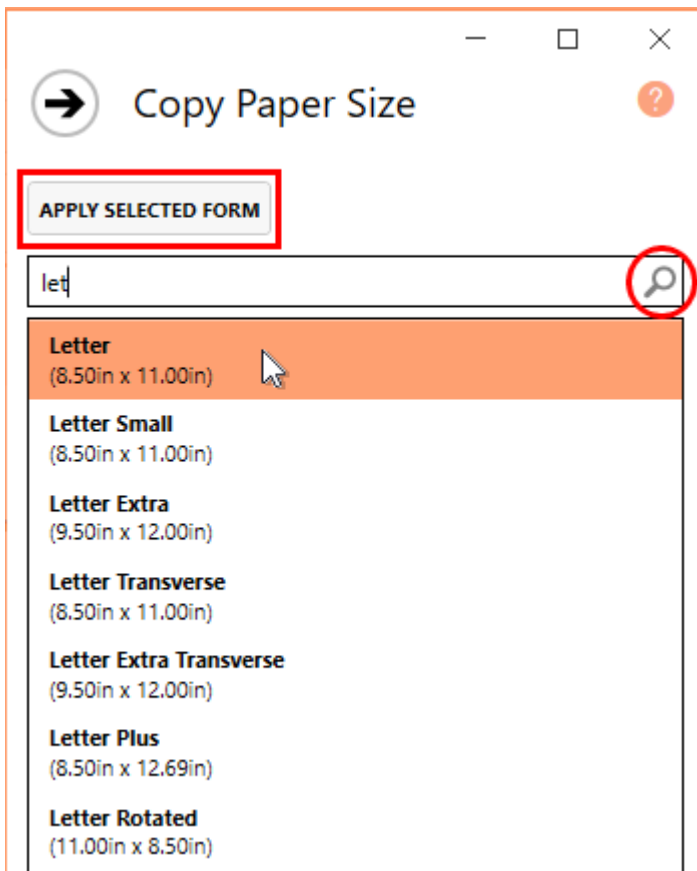 Copy Paper Size
?
APPLY SELECTED FORM
let
Letter
(8.50in x 11.00in)
Letter Small
(8.50in x 11.00in)
Letter Extra
(9.50in x 12.00in)
Letter Transverse
(8.50in x 11.00in)
Letter Extra Transverse
(9.50in x 12.00in)
Letter Plus
(8.50in x 12.69in)
Letter Rotated
(11.00in x 8.50in)